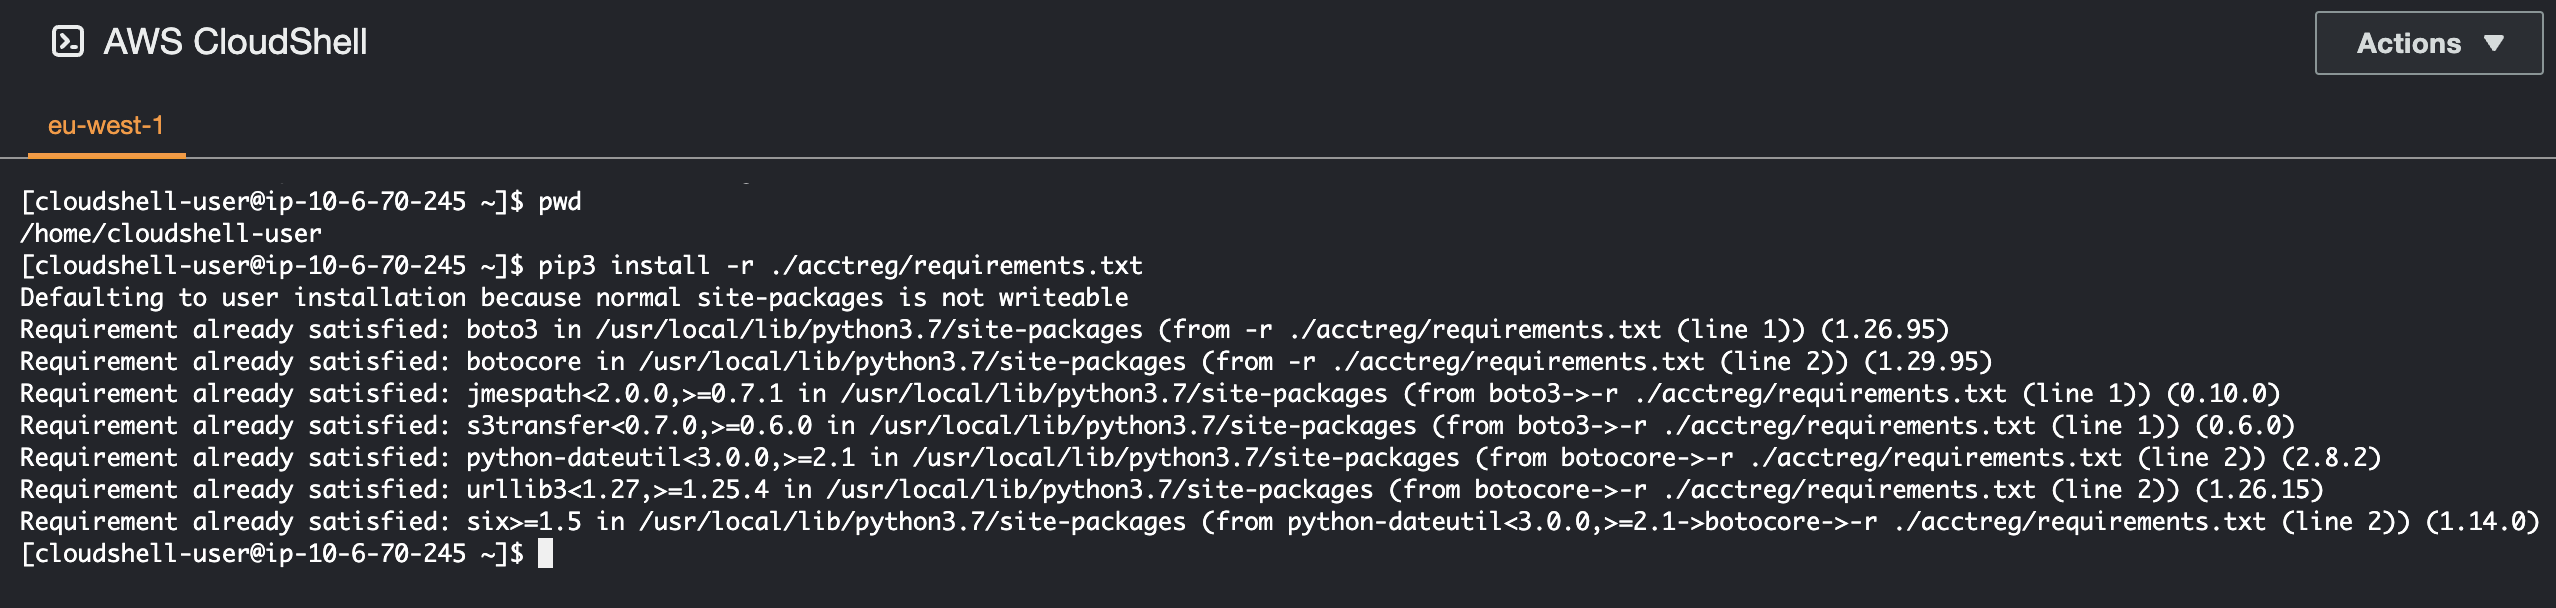 AWS CloudShell
Actions ▼
eu-west-1
[cloudshell-user@ip-10-6-70-245 ~]$ pwd
/home/cloudshell-user
[cloudshell-user@ip-10-6-70-245 ~]$ pip3 install -r ./acctreg/requirements.txt
Defaulting to user installation because normal site-packages is not writeable
Requirement already satisfied: boto3 in /usr/local/lib/python3.7/site-packages (from -r ./acctreg/requirements.txt (line 1)) (1.26.95)
Requirement already satisfied: botocore in /usr/local/lib/python3.7/site-packages (from -r ./acctreg/requirements.txt (line 2)) (1.29.95)
Requirement already satisfied: jmespath<2.0.0,>=0.7.1 in /usr/local/lib/python3.7/site-packages (from boto3->-r ./acctreg/requirements.txt (line 1)) (0.10.0)
Requirement already satisfied: s3transfer<0.7.0,>=0.6.0 in /usr/local/lib/python3.7/site-packages (from boto3->-r ./acctreg/requirements.txt (line 1)) (0.6.0)
Requirement already satisfied: python-dateutil<3.0.0,>=2.1 in /usr/local/lib/python3.7/site-packages (from botocore->-r ./acctreg/requirements.txt (line 2)) (2.8.2)
Requirement already satisfied: urllib3<1.27,>=1.25.4 in /usr/local/lib/python3.7/site-packages (from botocore->-r ./acctreg/requirements.txt (line 2)) (1.26.15)
Requirement already satisfied: six>=1.5 in /usr/local/lib/python3.7/site-packages (from python-dateutil<3.0.0,>=2.1->botocore->-r ./acctreg/requirements.txt (line 2)) (1.14.0)
[cloudshell-user@ip-10-6-70-245 ~]$